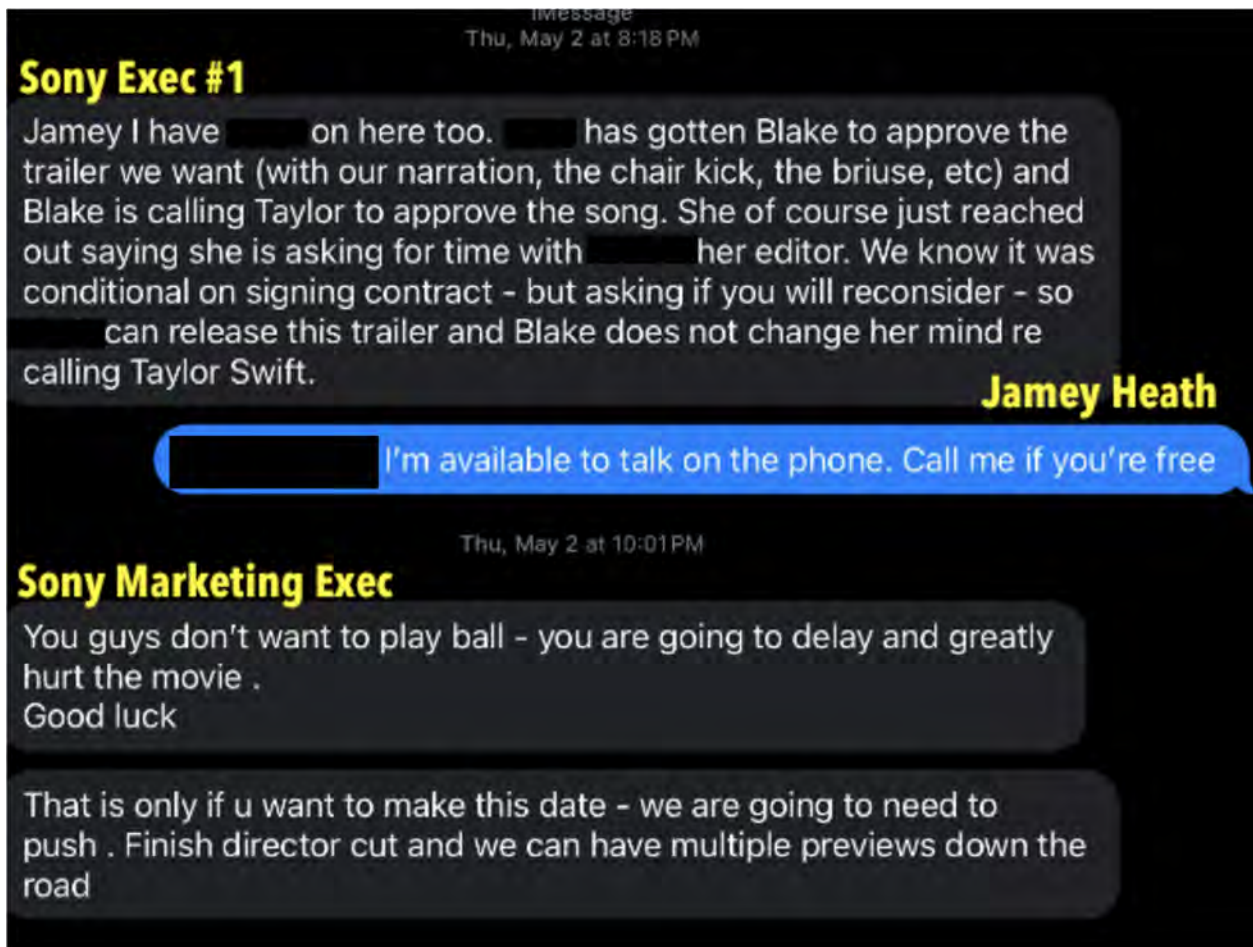 iMessage
Thu, May 2 at 8:18 PM
Sony Exec #1
Jamey I have on here too. has gotten Blake to approve the
trailer we want (with our narration, the chair kick, the briuse, etc) and
Blake is calling Taylor to approve the song. She of course just reached
out saying she is asking for time with her editor. We know it was
conditional on signing contract - but asking if you will reconsider - so
can release this trailer and Blake does not change her mind re
calling Taylor Swift.
Jamey Heath
I'm available to talk on the phone. Call me if you're free
Thu, May 2 at 10:01 PM
Sony Marketing Exec
You guys don't want to play ball - you are going to delay and greatly
hurt the movie .
Good luck
That is only if u want to make this date - we are going to need to
push . Finish director cut and we can have multiple previews down the
road